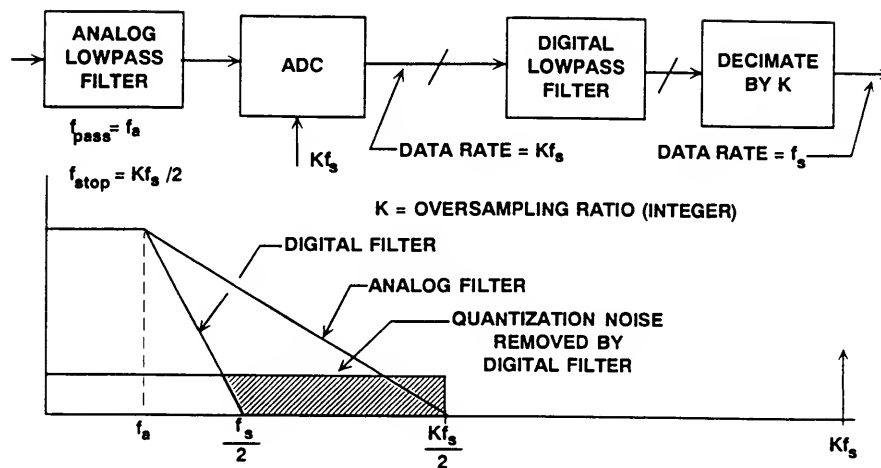 ANALOG
LOWPASS
FILTER
ADC
DIGITAL
LOWPASS
FILTER
DECIMATE
BY K
f_pass = f_a
f_stop = Kf_s /2
Kf_s
DATA RATE = Kf_s
DATA RATE = f_s
K = OVERSAMPLING RATIO (INTEGER)
DIGITAL FILTER
ANALOG FILTER
QUANTIZATION NOISE
REMOVED BY
DIGITAL FILTER
f_a
f_s
2
Kf_s
2
Kf_s